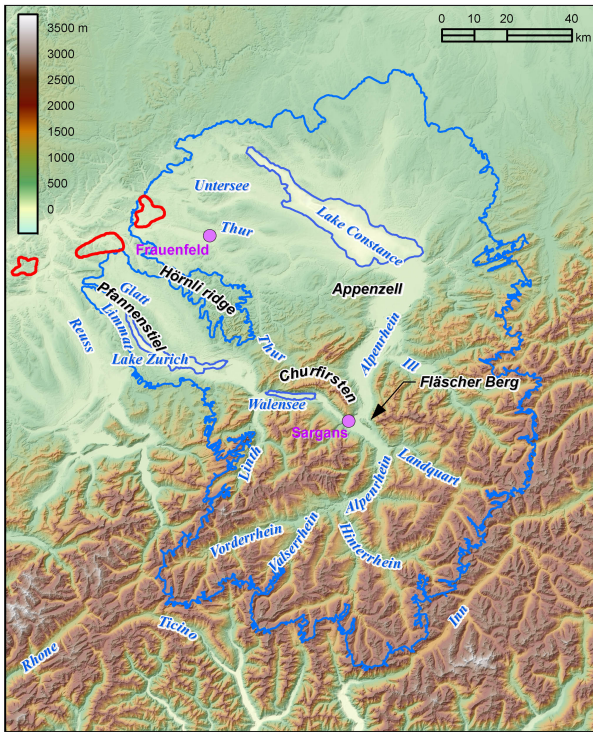 3500 m
3000
2500
2000
1500
1000
500
0
0 20 40
km
Untersee
Thur
Frauenfeld
Lake Constance
Hörnli ridge
Appenzell
Glatt
Pfannenstiel
Limmat
Reuss
Lake Zurich
Thur
Alpenrhein
Ill
Churfirsten
Fläscher Berg
Walensee
Sargans
Linth
Landquart
Alpenrhein
Vorderrhein
Valserrhein
Hinterrhein
Inn
Ticino
Rhone